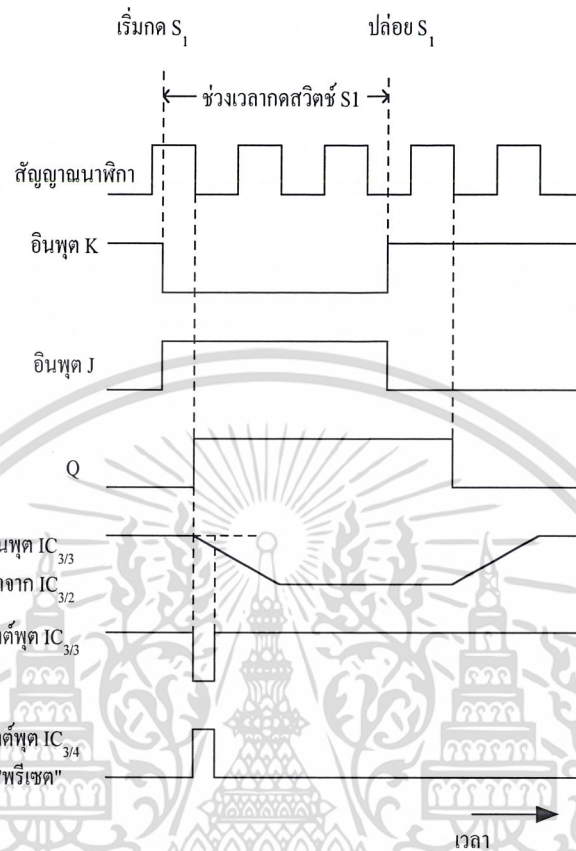 เริ่มกด S1 ปล่อย S1
ช่วงเวลากดสวิตช์ S1
สัญญาณนาฬิกา
อินพุต K
อินพุต J
Q
IC3/3
จาก IC3/2
IC3/3
IC3/4
"พรีเซต"
เวลา